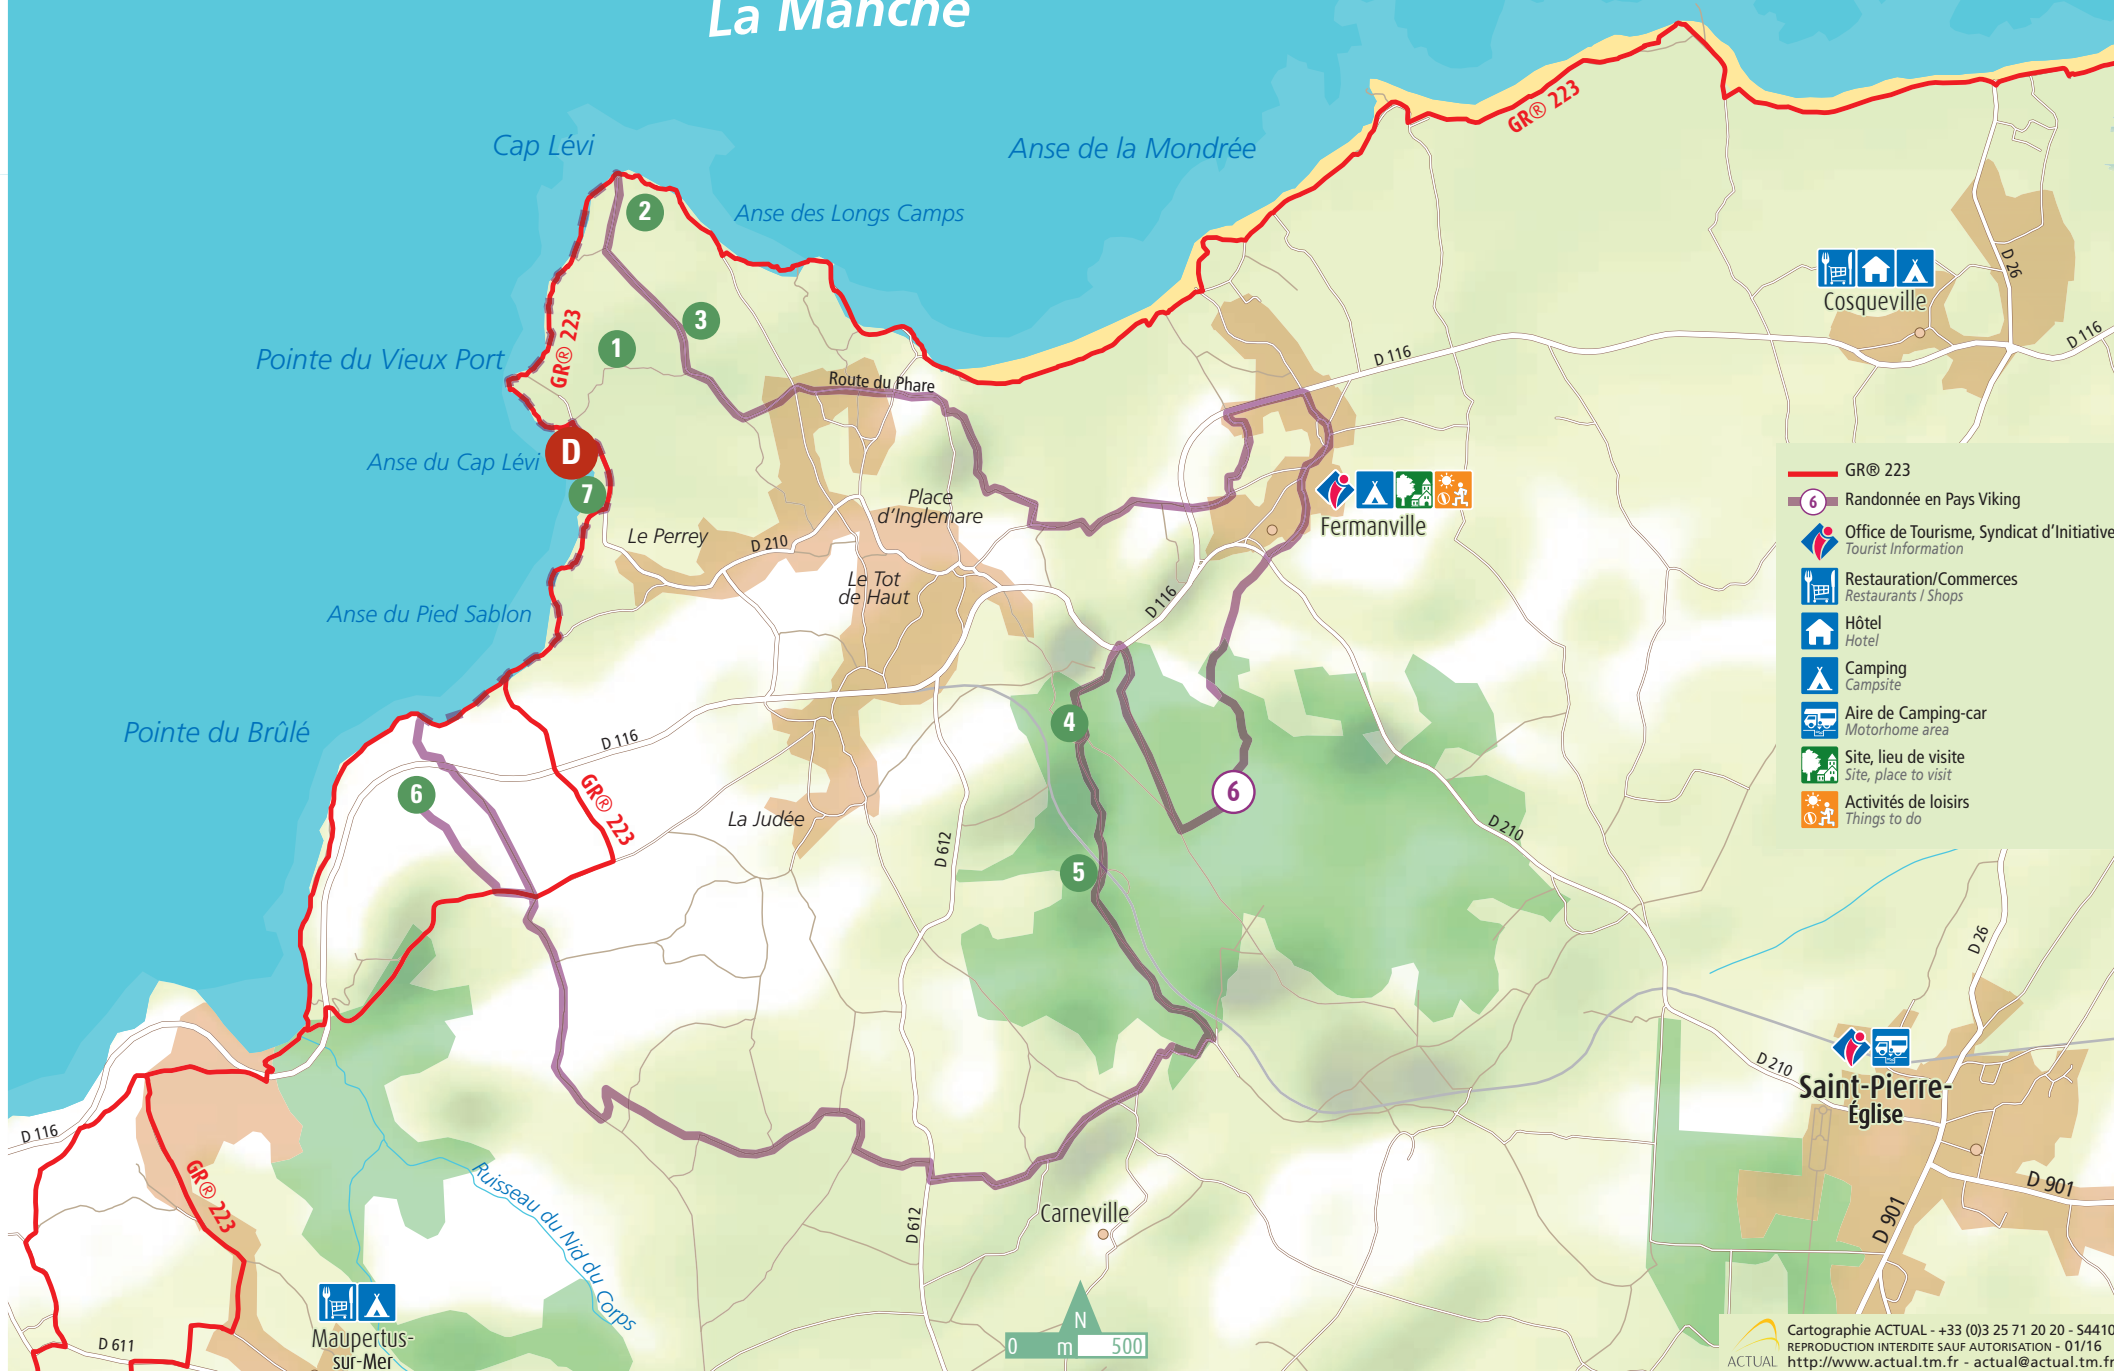 La Manche
Cap Lévi
Anse de la Mondrée
GR® 223
2
Anse des Longs Camps
D 26
Cosqueville
3
1
GR® 223
Pointe du Vieux Port
D 116
D 116
Route du Phare
D
Anse du Cap Lévi
7
Place
d'Inglemare
Fermanville
Le Perrey
D 210
Le Tot
de Haut
D 116
Anse du Pied Sablon
GR® 223
6
Randonnée en Pays Viking
Office de Tourisme, Syndicat d'Initiative
Tourist Information
Restauration/Commerces
Restaurants / Shops
Hôtel
Hotel
Camping
Campsite
Aire de Camping-car
Motorhome area
Site, lieu de visite
Site, place to visit
Activités de loisirs
Things to do
Pointe du Brûlé
D 116
4
6
6
GR® 223
La Judée
D 612
D 210
5
D 26
D 210
Saint-Pierre-
Église
D 116
GR® 223
Ruisseau du Nid du Corps
D 612
Carneville
D 901
D 901
Maupertus-
sur-Mer
D 611
N
0 m 500
ACTUAL
Cartographie ACTUAL - +33 (0)3 25 71 20 20 - S4410
REPRODUCTION INTERDITE SAUF AUTORISATION - 01/16
http://www.actual.tm.fr - actual@actual.tm.fr